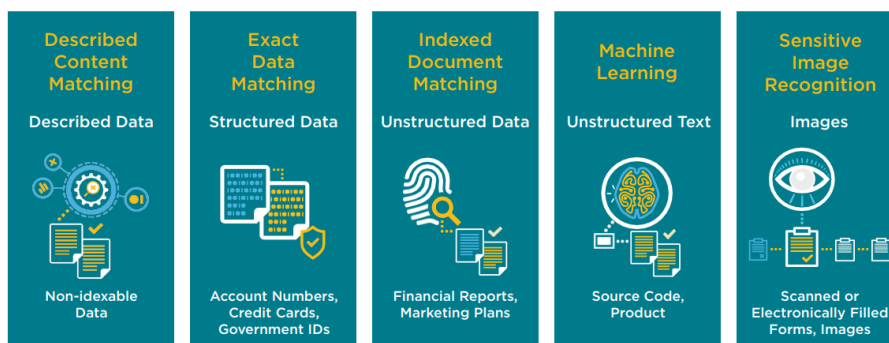 Described
Content
Matching
Described Data
Non-idexable
Data
Exact
Data
Matching
Structured Data
Account Numbers,
Credit Cards,
Government IDs
Indexed
Document
Matching
Unstructured Data
Financial Reports,
Marketing Plans
Machine
Learning
Unstructured Text
Source Code,
Product
Sensitive
Image
Recognition
Images
Scanned or
Electronically Filled
Forms, Images